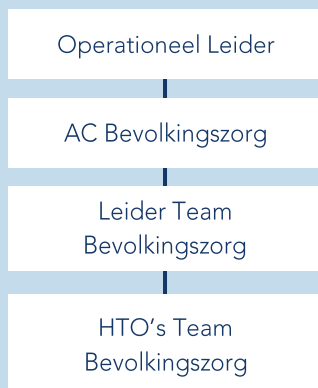 Operationeel Leider
AC Bevolkingszorg
Leider Team
Bevolkingszorg
HTO's Team
Bevolkingszorg